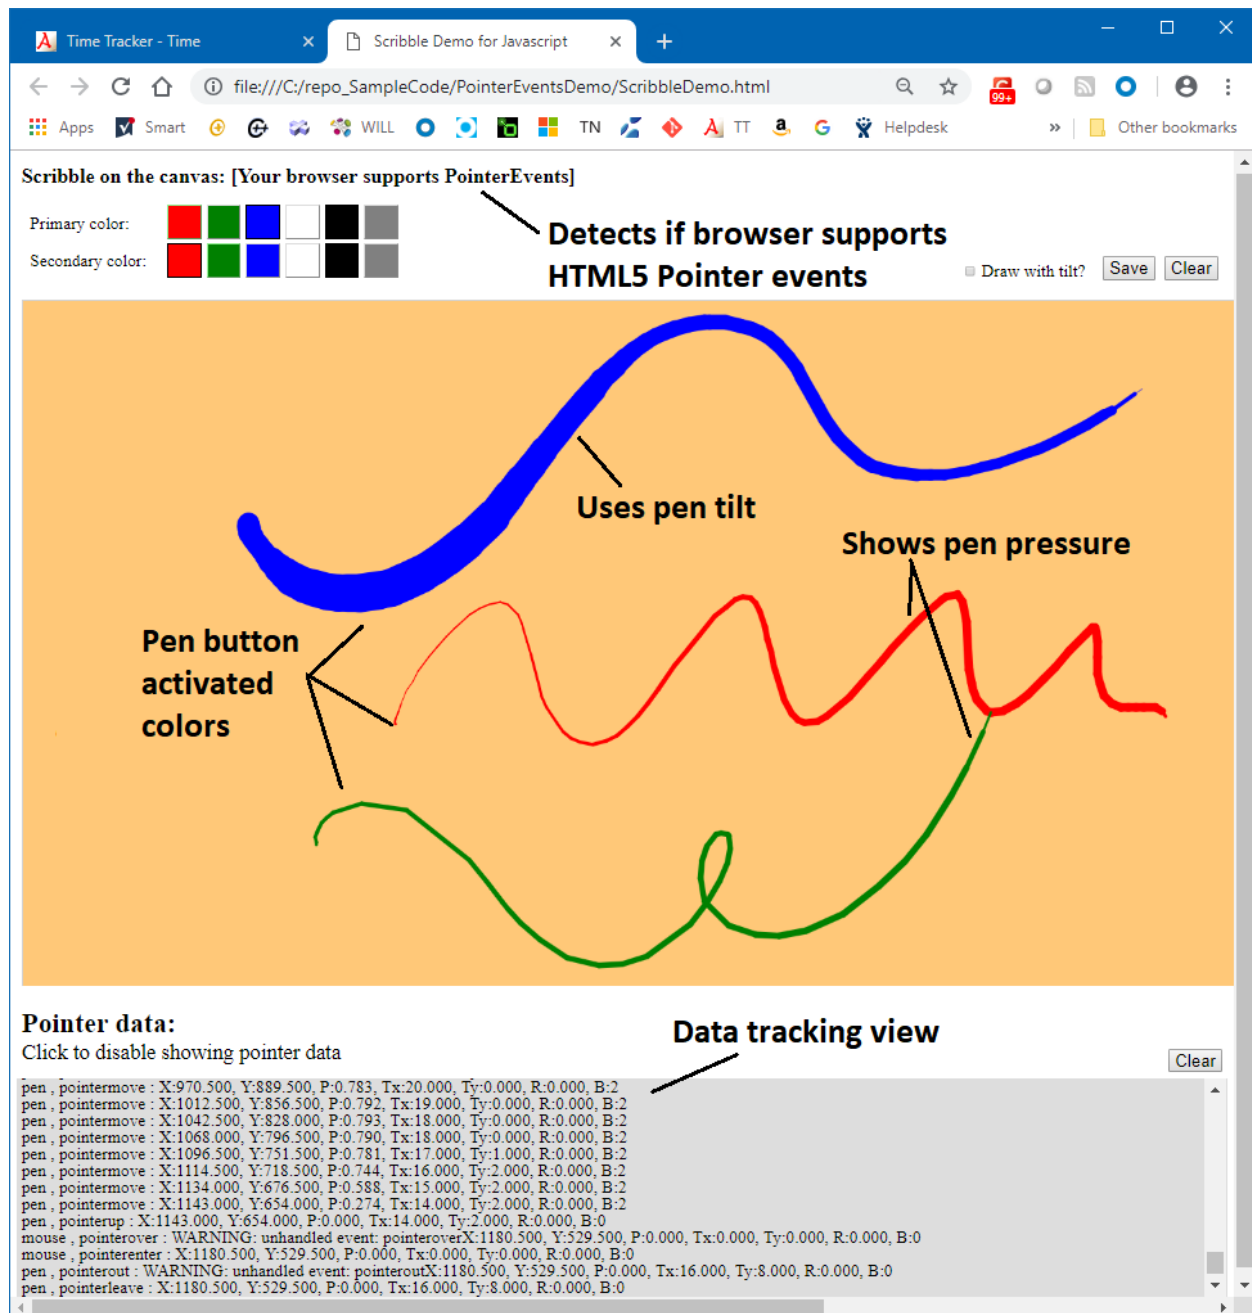 Time Tracker - Time
Scribble Demo for Javascript
file:///C:/repo_SampleCode/PointerEventsDemo/ScribbleDemo.html
99+
Apps
Smart
WILL
TN
TT
Helpdesk
»
Other bookmarks
Scribble on the canvas: [Your browser supports PointerEvents]
Primary color:
Secondary color:
Detects if browser supports
HTML5 Pointer events
Draw with tilt?
Save
Clear
Uses pen tilt
Shows pen pressure
Pen button
activated
colors
Pointer data:
Click to disable showing pointer data
Data tracking view
Clear
pen , pointermove : X:970.500, Y:889.500, P:0.783, Tx:20.000, Ty:0.000, R:0.000, B:2
pen , pointermove : X:1012.500, Y:856.500, P:0.792, Tx:19.000, Ty:0.000, R:0.000, B:2
pen , pointermove : X:1042.500, Y:828.000, P:0.793, Tx:18.000, Ty:0.000, R:0.000, B:2
pen , pointermove : X:1068.000, Y:796.500, P:0.790, Tx:18.000, Ty:0.000, R:0.000, B:2
pen , pointermove : X:1096.500, Y:751.500, P:0.781, Tx:17.000, Ty:1.000, R:0.000, B:2
pen , pointermove : X:1114.500, Y:718.500, P:0.744, Tx:16.000, Ty:2.000, R:0.000, B:2
pen , pointermove : X:1134.000, Y:676.500, P:0.588, Tx:15.000, Ty:2.000, R:0.000, B:2
pen , pointermove : X:1143.000, Y:654.000, P:0.274, Tx:14.000, Ty:2.000, R:0.000, B:2
pen , pointerup : X:1143.000, Y:654.000, P:0.000, Tx:14.000, Ty:2.000, R:0.000, B:0
mouse , pointerover : WARNING: unhandled event: pointeroverX:1180.500, Y:529.500, P:0.000, Tx:0.000, Ty:0.000, R:0.000, B:0
mouse , pointerenter : X:1180.500, Y:529.500, P:0.000, Tx:0.000, Ty:0.000, R:0.000, B:0
pen , pointerout : WARNING: unhandled event: pointeroutX:1180.500, Y:529.500, P:0.000, Tx:16.000, Ty:8.000, R:0.000, B:0
pen , pointerleave : X:1180.500, Y:529.500, P:0.000, Tx:16.000, Ty:8.000, R:0.000, B:0